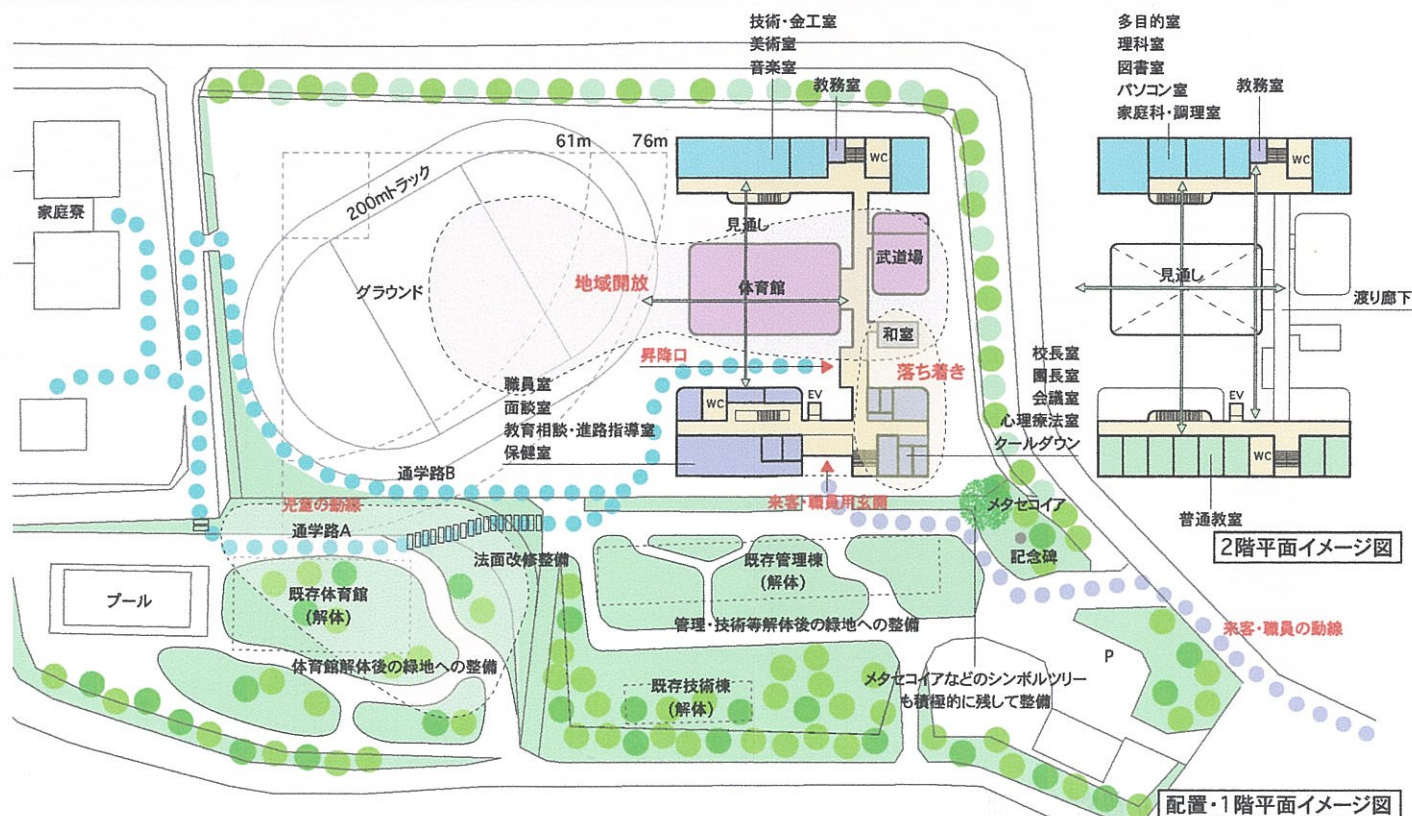 技術・金工室
美術室
音楽室
教務室
多目的室
理科室
図書室
パソコン室
家庭科・調理室
教務室
61m
76m
WC
WC
200mトラック
家庭寮
見通し
武道場
グラウンド
地域開放
体育館
見通し
渡り廊下
和室
昇降口
落ち着き
校長室
園長室
会議室
心理療法室
クールダウン
職員室
面談室
教育相談・進路指導室
保健室
WC
EV
EV
WC
通学路B
児童の動線
来客・職員用玄関
メタセコイア
普通教室
通学路A
2階平面イメージ図
法面改修整備
既存管理棟
(解体)
記念碑
プール
既存体育館
(解体)
管理・技術等解体後の緑地への整備
来客・職員の動線
P
体育館解体後の緑地への整備
既存技術棟
(解体)
メタセコイアなどのシンボルツリー
も積極的に残して整備
配置・1階平面イメージ図